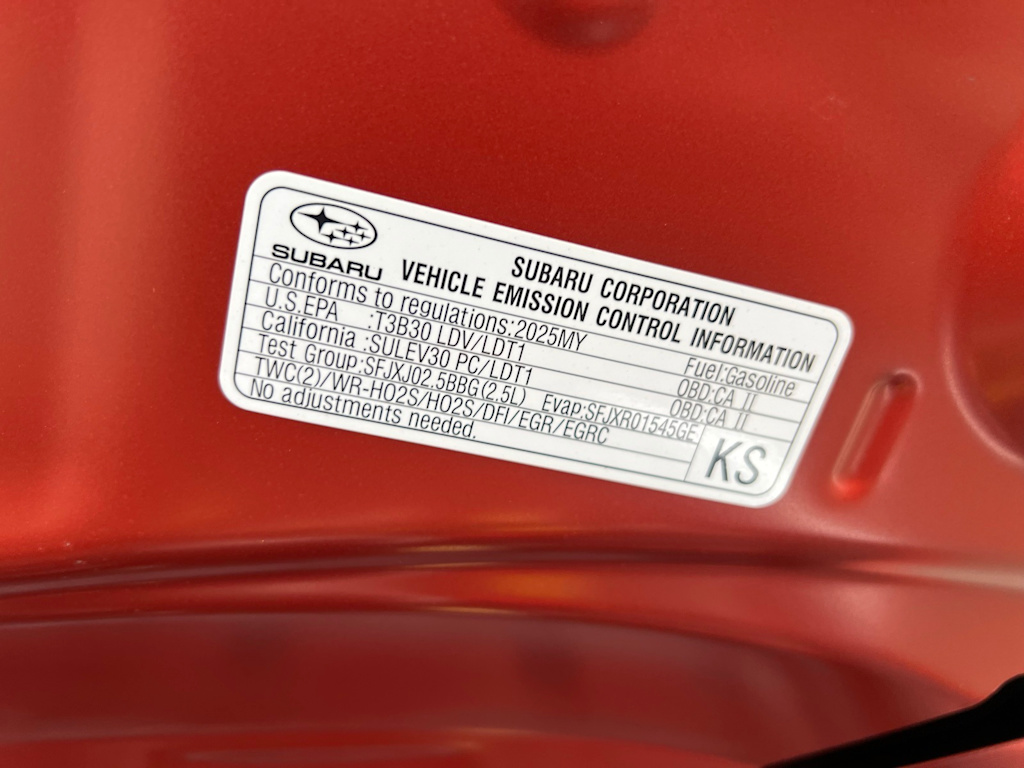 SUBARU
SUBARU CORPORATION
VEHICLE EMISSION CONTROL INFORMATION
Conforms to regulations:2025MY Fuel:Gasoline
U.S.EPA :T3B30 LDV/LDT1 OBD:CA II
California :SULEV30 PC/LDT1 OBD:CA II
Test Group:SFJXJ02.5BBG(2.5L) Evap:SFJXR01545GE
TWC(2)/WR-HO2S/HO2S/DFI/EGR/EGRC
No adjustments needed.
KS